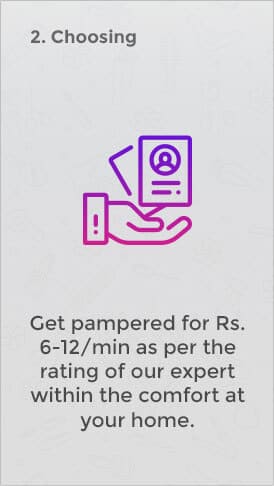 2. Choosing
Get pampered for Rs.
6-12/min as per the
rating of our expert
within the comfort at
your home.